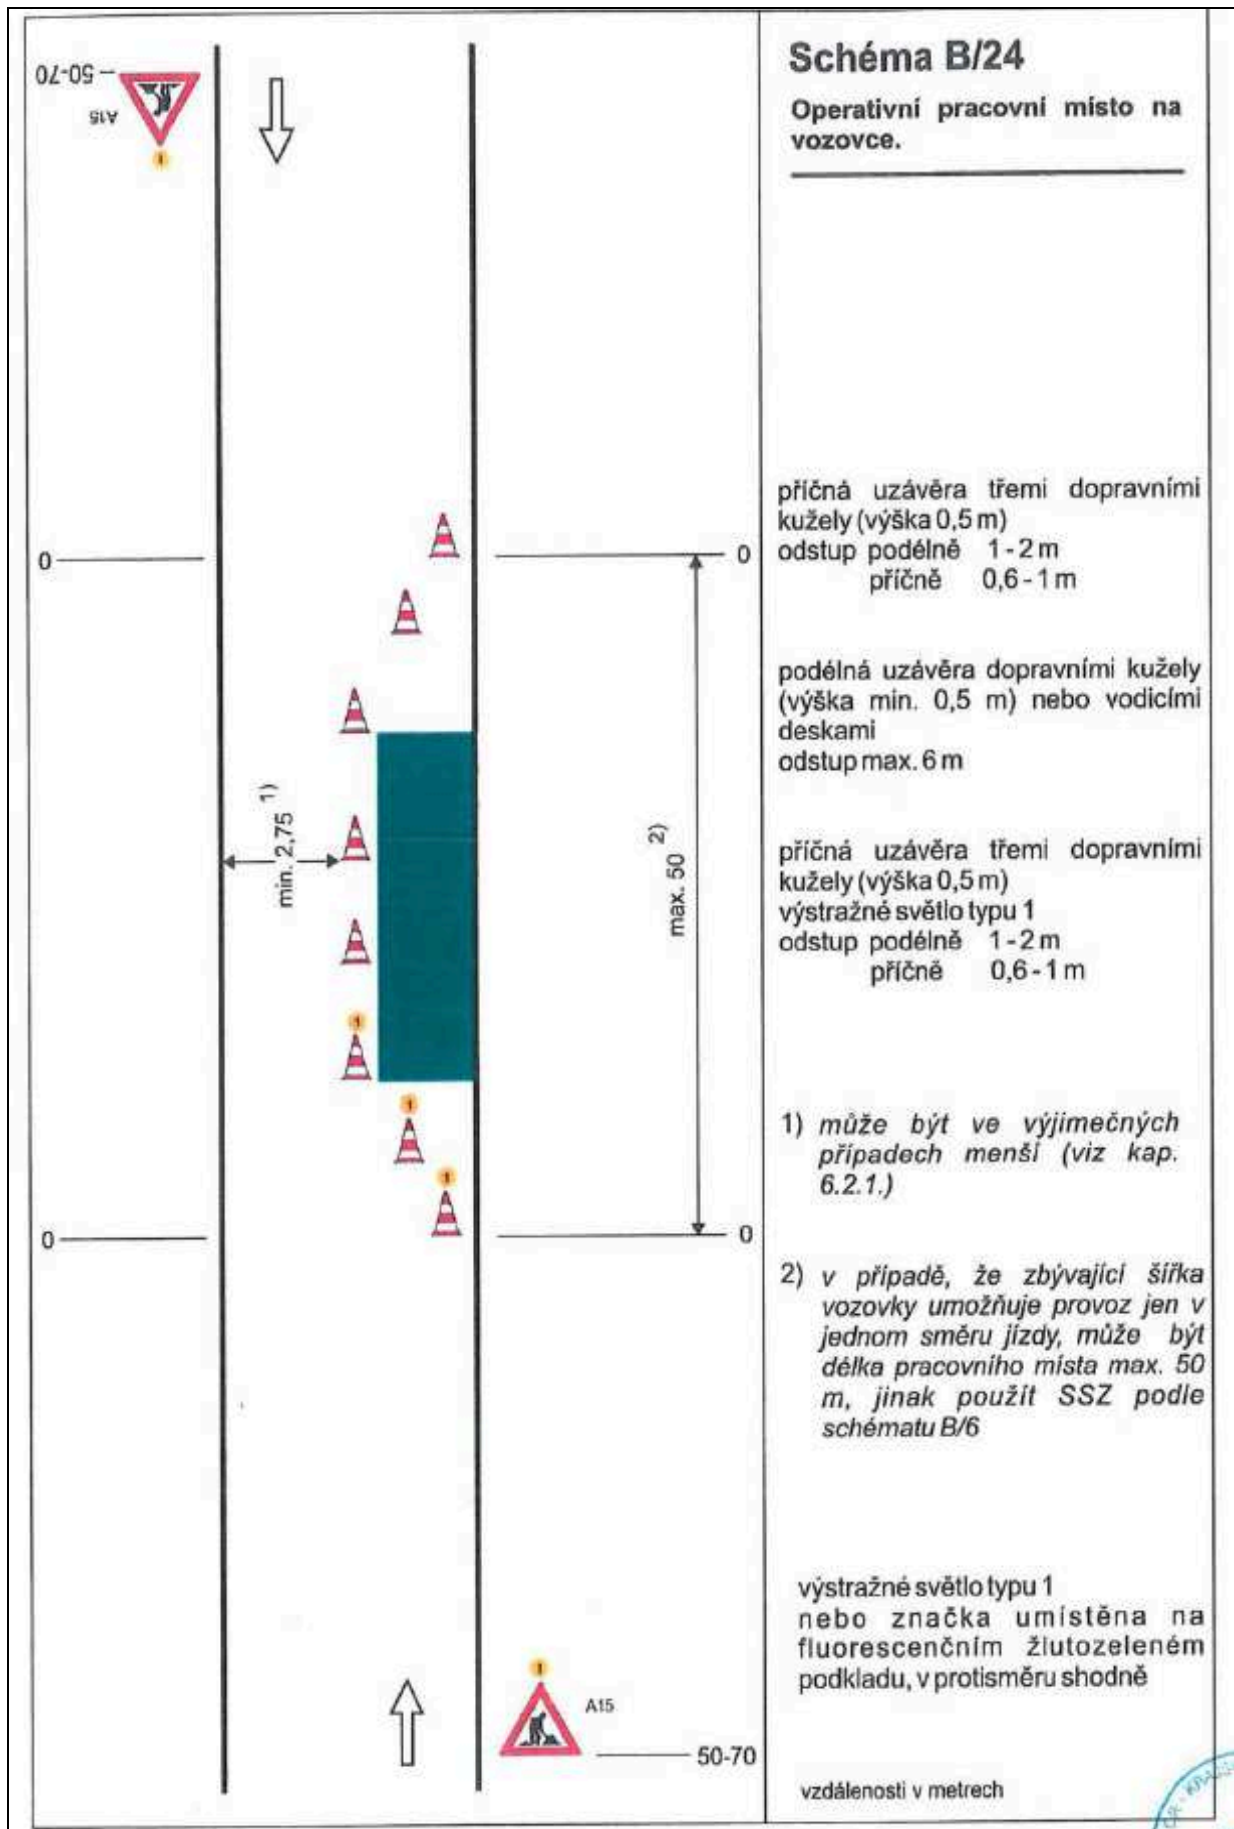 Schéma B/24
Operativní pracovní místo na
vozovce.
50-70
A15
1
0
0
příčná uzávěra třemi dopravními
kužely (výška 0,5 m)
odstup podélně 1 - 2 m
příčně 0,6 - 1 m
podélná uzávěra dopravními kužely
(výška min. 0,5 m) nebo vodicími
deskami
odstup max. 6 m
min. 2,75 1)
max. 50 2)
příčná uzávěra třemi dopravními
kužely (výška 0,5 m)
výstražné světlo typu 1
odstup podélně 1 - 2 m
příčně 0,6 - 1 m
1
1
1
1) může být ve výjimečných
případech menší (viz kap.
6.2.1.)
0
0
2) v případě, že zbývající šířka
vozovky umožňuje provoz jen v
jednom směru jízdy, může být
délka pracovního místa max. 50
m, jinak použít SSZ podle
schématu B/6
výstražné světlo typu 1
nebo značka umístěna na
fluorescenčním žlutozeleném
podkladu, v protisměru shodně
1
A15
50-70
vzdálenosti v metrech